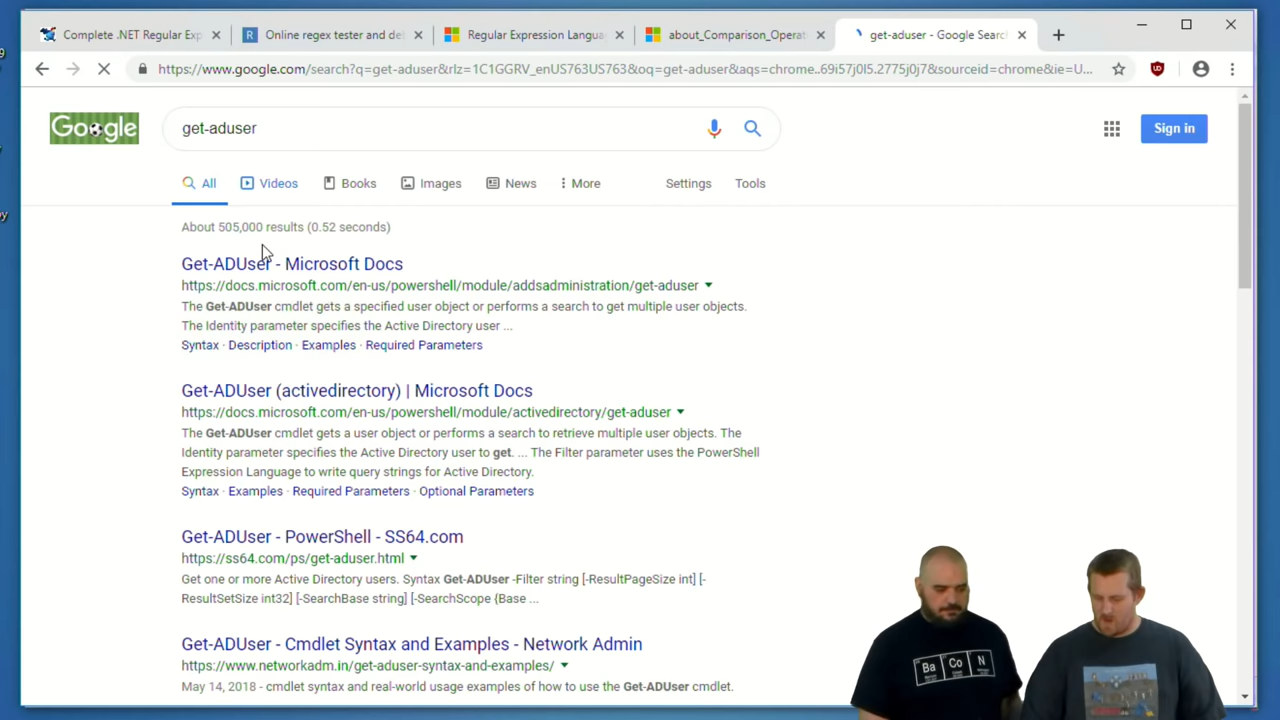 Complete .NET Regular Exp
Online regex tester and de
Regular Expression Langua
about_Comparison_Operat
get-aduser - Google Search
https://www.google.com/search?q=get-aduser&rlz=1C1GGRV_enUS763US763&oq=get-aduser&aqs=chrome..69i57j0l5.2775j0j7&sourceid=chrome&ie=U...
Google
get-aduser
Sign in
All
Videos
Books
Images
News
More
Settings
Tools
About 505,000 results (0.52 seconds)
Get-ADUser - Microsoft Docs
https://docs.microsoft.com/en-us/powershell/module/addsadministration/get-aduser
The Get-ADUser cmdlet gets a specified user object or performs a search to get multiple user objects.
The Identity parameter specifies the Active Directory user ...
Syntax · Description · Examples · Required Parameters
Get-ADUser (activedirectory) | Microsoft Docs
https://docs.microsoft.com/en-us/powershell/module/activedirectory/get-aduser
The Get-ADUser cmdlet gets a user object or performs a search to retrieve multiple user objects. The
Identity parameter specifies the Active Directory user to get. ... The Filter parameter uses the PowerShell
Expression Language to write query strings for Active Directory.
Syntax · Examples · Required Parameters · Optional Parameters
Get-ADUser - PowerShell - SS64.com
https://ss64.com/ps/get-aduser.html
Get one or more Active Directory users. Syntax Get-ADUser -Filter string [-ResultPageSize int] [-
ResultSetSize int32] [-SearchBase string] [-SearchScope {Base ...
Get-ADUser - Cmdlet Syntax and Examples - Network Admin
https://www.networkadm.in/get-aduser-syntax-and-examples/
May 14, 2018 - cmdlet syntax and real-world usage examples of how to use the Get-ADUser cmdlet.
Ba Co N